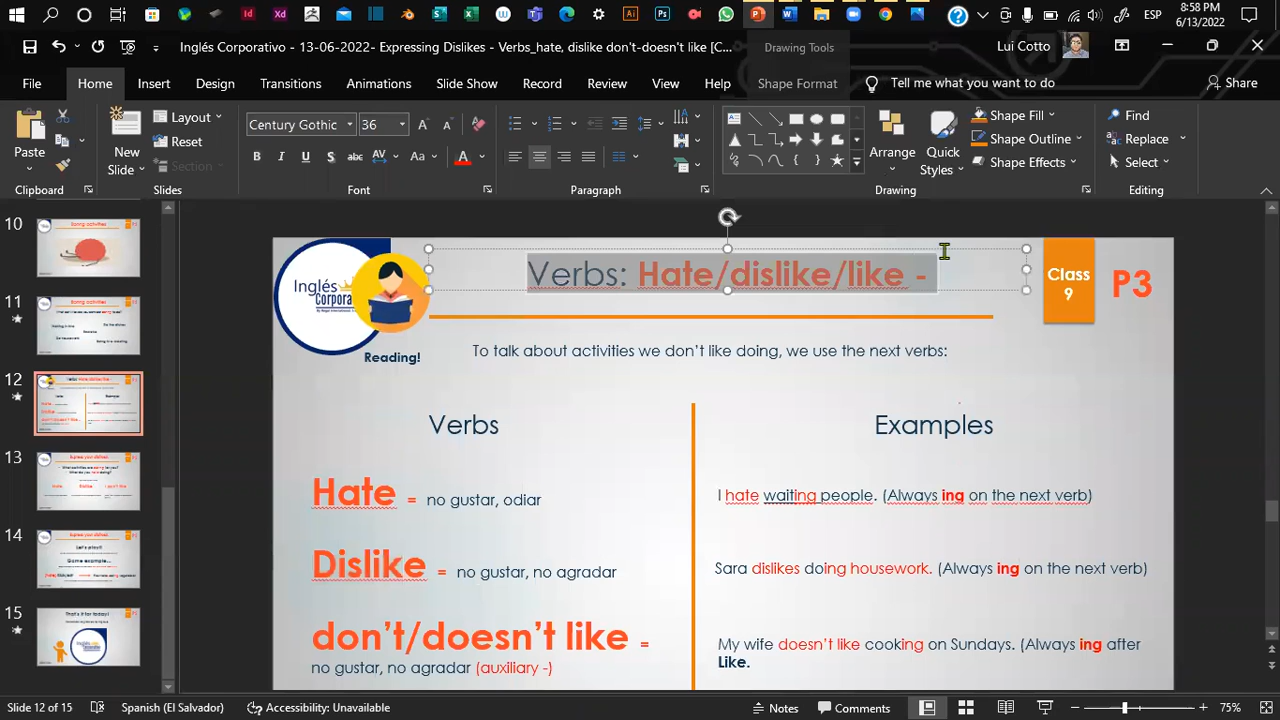 8:58 PM
ESP
6/13/2022
Inglés Corporativo - 13-06-2022- Expressing Dislikes - Verbs_hate, dislike don't-doesn't like [C...
Drawing Tools
Lui Cotto
File
Home
Insert
Design
Transitions
Animations
Slide Show
Record
Review
View
Help
Shape Format
Tell me what you want to do
Share
Paste
New Slide
Layout
Reset
Section
Century Gothic
36
Arrange
Quick Styles
Shape Fill
Shape Outline
Shape Effects
Find
Replace
Select
Clipboard
Slides
Font
Paragraph
Drawing
Editing
10
11
12
13
14
15
Inglés
Corporativo
Reading!
Verbs: Hate/dislike/like -
Class
9
P3
To talk about activities we don't like doing, we use the next verbs:
Verbs
Examples
Hate = no gustar, odiar
I hate waiting people. (Always ing on the next verb)
Dislike = no gustar, no agradar
Sara dislikes doing housework. (Always ing on the next verb)
don't/doesn't like =
no gustar, no agradar (auxiliary -)
My wife doesn't like cooking on Sundays. (Always ing after
Like.
Slide 12 of 15
Spanish (El Salvador)
Accessibility: Unavailable
Notes
Comments
75%